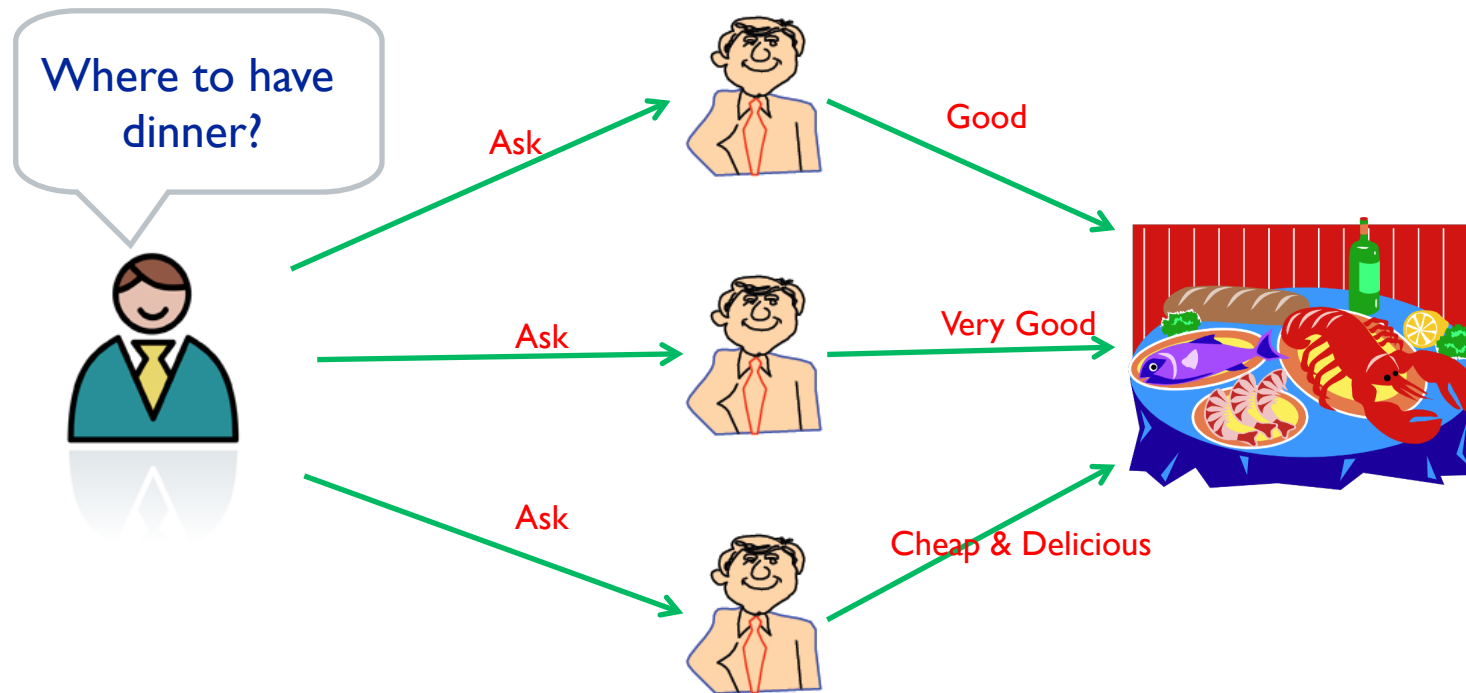 Where to have
dinner?
Ask
Good
Ask
Very Good
Ask
Cheap & Delicious